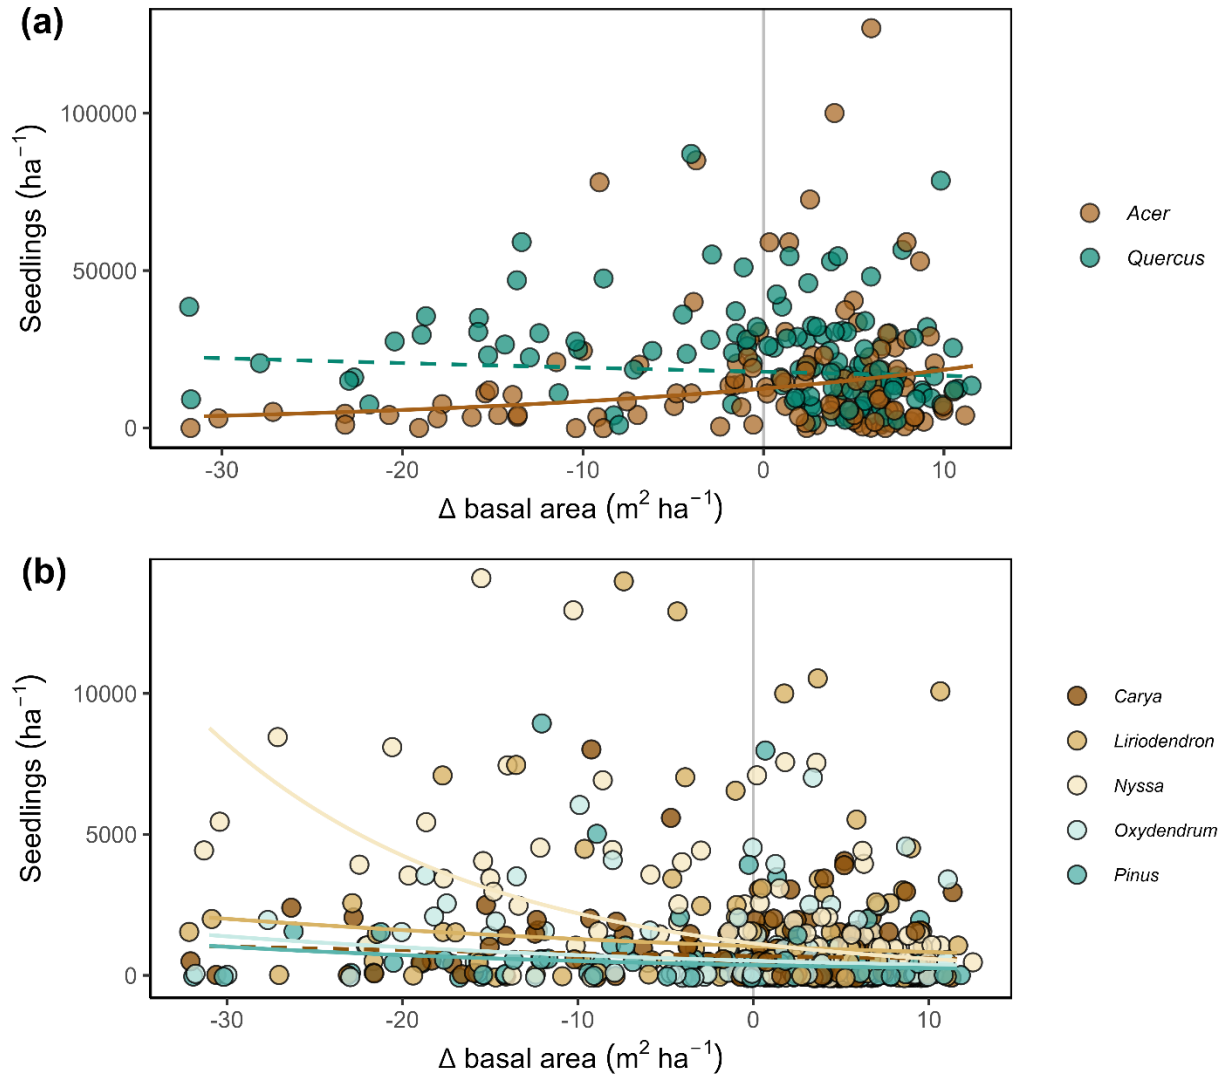 (a)
100000
50000
0
Seedlings (ha⁻¹)
-30 -20 -10 0 10
Δ basal area (m² ha⁻¹)
Acer
Quercus
(b)
10000
5000
0
Seedlings (ha⁻¹)
-30 -20 -10 0 10
Δ basal area (m² ha⁻¹)
Carya
Liriodendron
Nyssa
Oxydendrum
Pinus